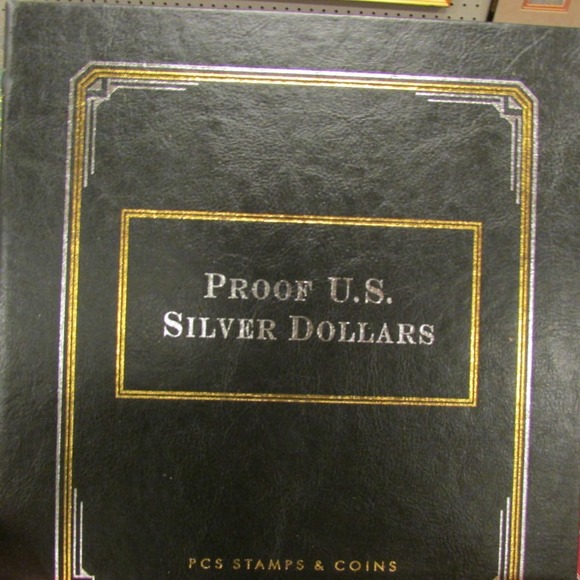 PROOF U.S.
SILVER DOLLARS
PCS STAMPS & COINS